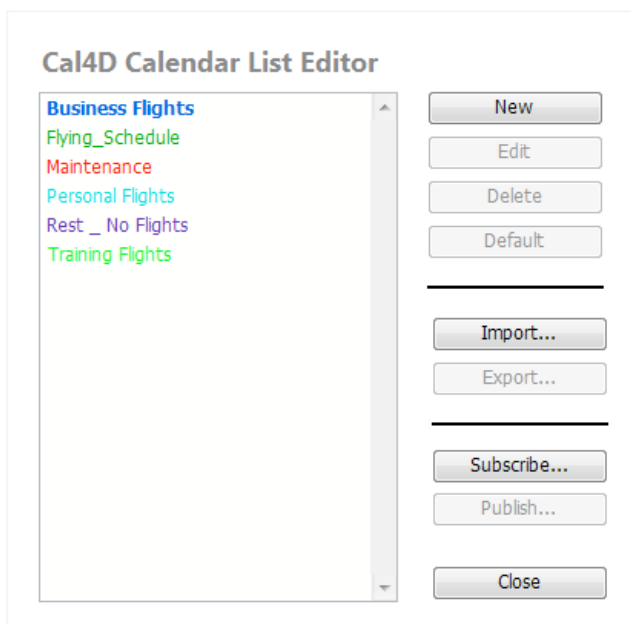 Cal4D Calendar List Editor
Business Flights
Flying_Schedule
Maintenance
Personal Flights
Rest _ No Flights
Training Flights
New
Edit
Delete
Default
Import...
Export...
Subscribe...
Publish...
Close